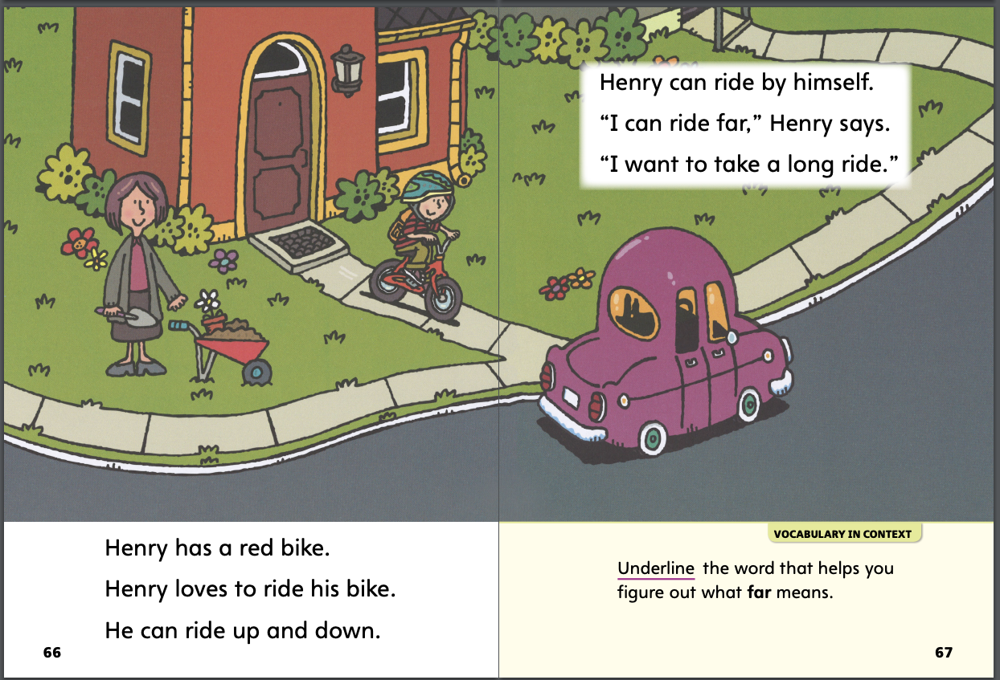 Henry has a red bike.
Henry loves to ride his bike.
He can ride up and down.
66
Henry can ride by himself.
“I can ride far,” Henry says.
“I want to take a long ride.”
VOCABULARY IN CONTEXT
Underline the word that helps you
figure out what far means.
67